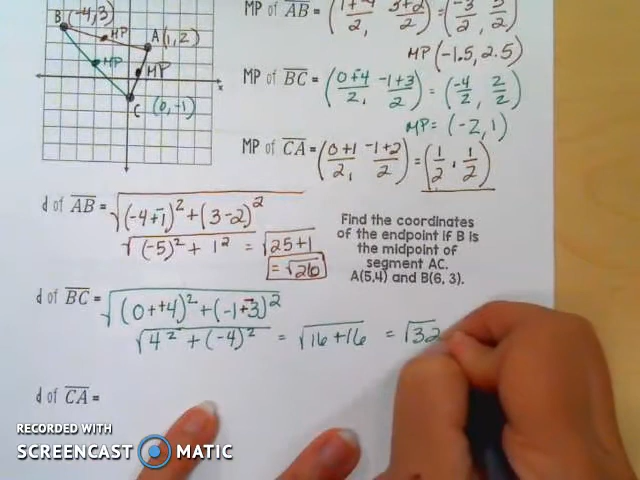 MP of AB = (1+-4/2, 3+2/2) = (-3/2, 5/2)
B(-4,3)
MP
A(1,2)
MP(-1.5, 2.5)
MP
MP
MP of BC = (0+-4/2, -1+3/2) = (-4/2, 2/2)
x
C (0,-1)
MP= (-2,1)
MP of CA = (0+1/2, -1+2/2) = (1/2, 1/2)
d of AB = √(-4+-1)²+(3-2)²
√(-5)²+1² = √25+1
= √26
Find the coordinates
of the endpoint if B is
the midpoint of
segment AC.
A(5,4) and B(6, 3).
d of BC = √(0++4)²+(-1+-3)²
√4²+(-4)² = √16+16 = √32
d of CA =
RECORDED WITH
SCREENCAST MATIC